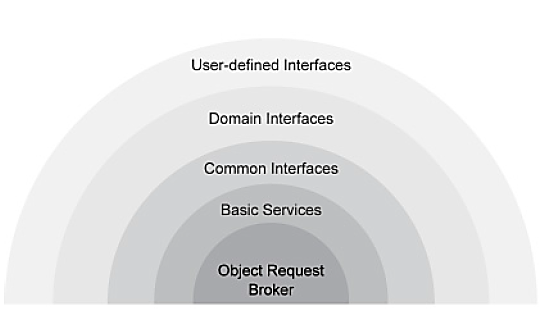 User-defined Interfaces
Domain Interfaces
Common Interfaces
Basic Services
Object Request
Broker